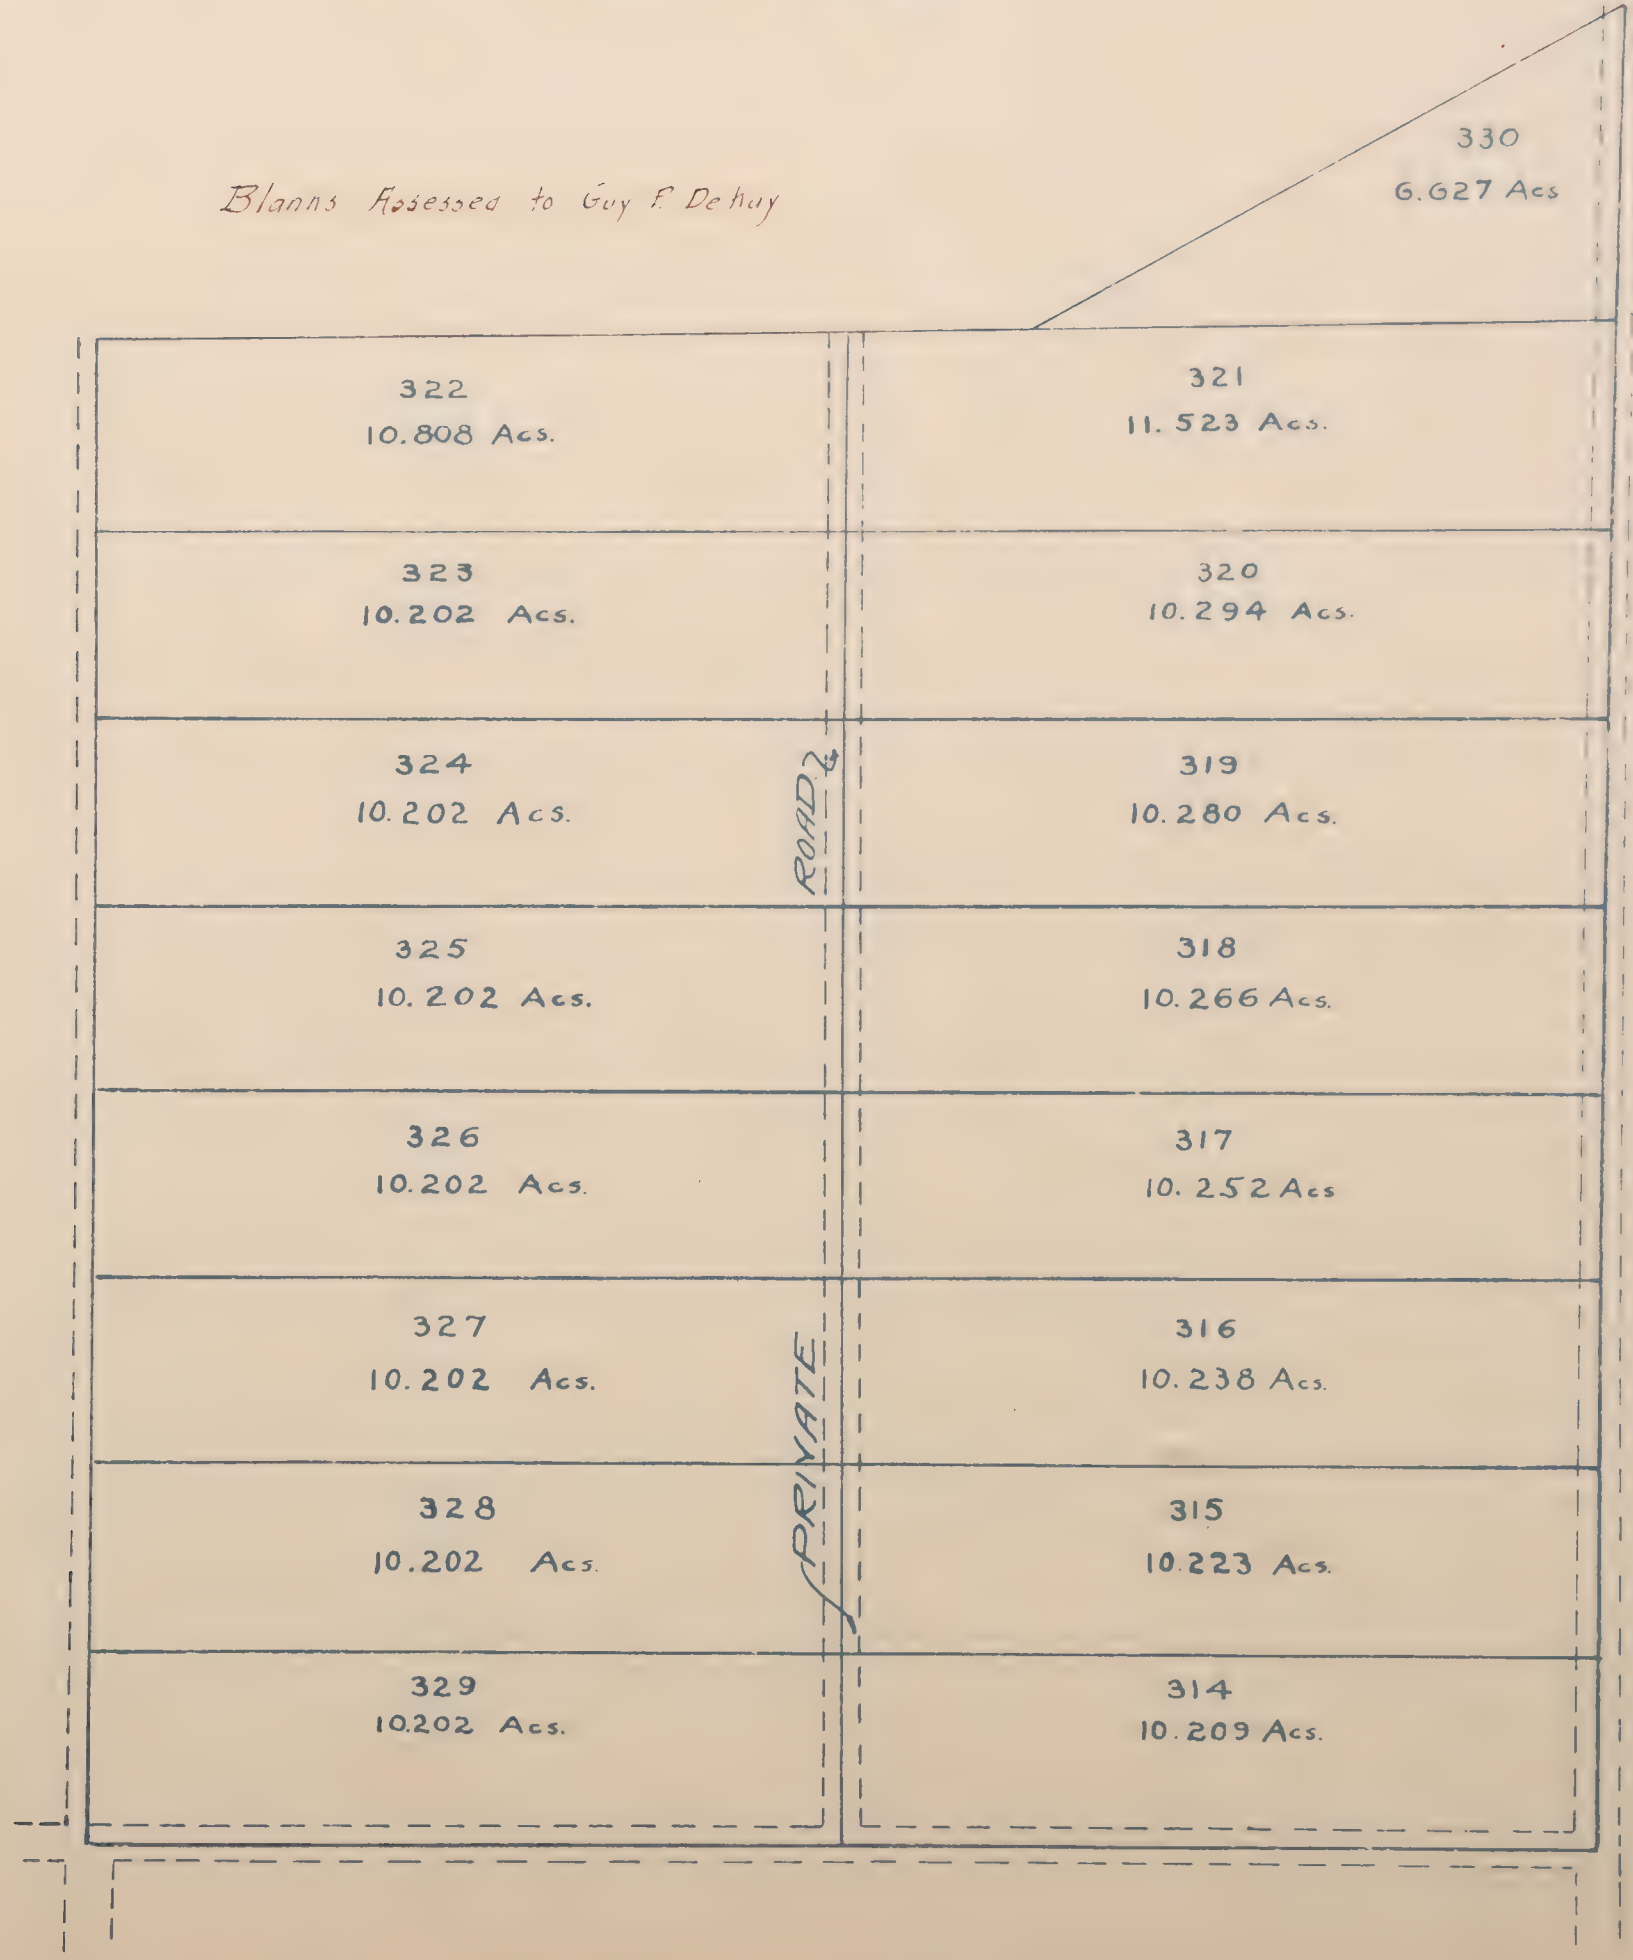 330
6.627 Acs
Blanns Assessed to Guy F. Dehuy
322
10.808 Acs.
321
11.523 Acs.
323
10.202 Acs.
320
10.294 Acs.
324
10.202 Acs.
319
10.280 Acs.
ROAD
325
10.202 Acs.
318
10.266 Acs.
326
10.202 Acs.
317
10.252 Acs
327
10.202 Acs.
316
10.238 Acs.
PRIVATE
328
10.202 Acs.
315
10.223 Acs.
329
10.202 Acs.
314
10.209 Acs.